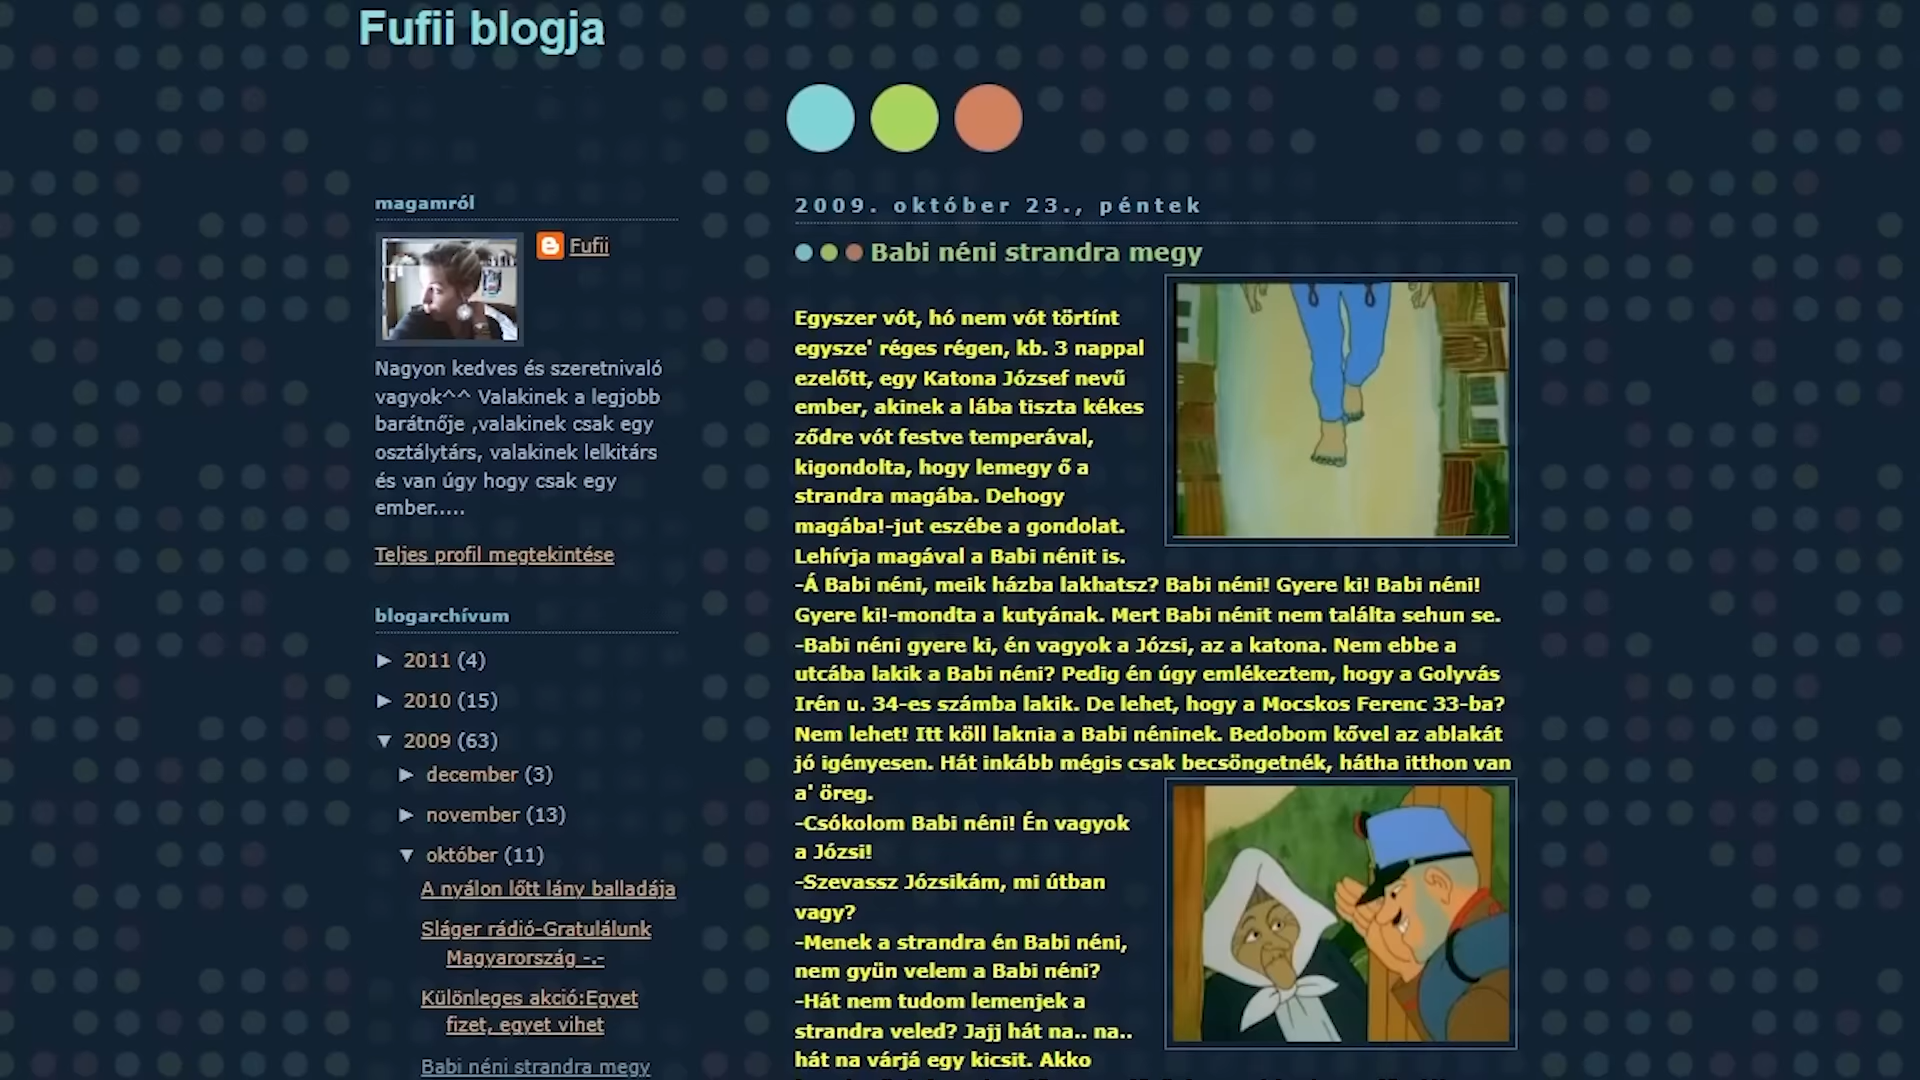 Fufii blogja
magamról
Fufii
Nagyon kedves és szeretnivaló
vagyok^^ Valakinek a legjobb
barátnője ,valakinek csak egy
osztálytárs, valakinek lelkitárs
és van úgy hogy csak egy
ember.....
Teljes profil megtekintése
blogarchívum
► 2011 (4)
► 2010 (15)
▼ 2009 (63)
► december (3)
► november (13)
▼ október (11)
A nyálon lőtt lány balladája
Sláger rádió-Gratulálunk
Magyarország -.-
Különleges akció:Egyet
fizet, egyet vihet
Babi néni strandra megy
2009. október 23., péntek
Babi néni strandra megy
Egyszer vót, hó nem vót törtínt
egysze' réges régen, kb. 3 nappal
ezelőtt, egy Katona József nevű
ember, akinek a lába tiszta kékes
ződre vót festve temperával,
kigondolta, hogy lemegy ő a
strandra magába. Dehogy
magába!-jut eszébe a gondolat.
Lehívja magával a Babi nénit is.
-Á Babi néni, meik házba lakhatsz? Babi néni! Gyere ki! Babi néni!
Gyere ki!-mondta a kutyának. Mert Babi nénit nem találta sehun se.
-Babi néni gyere ki, én vagyok a Józsi, az a katona. Nem ebbe a
utcába lakik a Babi néni? Pedig én úgy emlékeztem, hogy a Golyvás
Irén u. 34-es számba lakik. De lehet, hogy a Mocskos Ferenc 33-ba?
Nem lehet! Itt köll laknia a Babi néninek. Bedobom kővel az ablakát
jó igényesen. Hát inkább mégis csak becsöngetnék, hátha itthon van
a' öreg.
-Csókolom Babi néni! Én vagyok
a Józsi!
-Szevassz Józsikám, mi útban
vagy?
-Menek a strandra én Babi néni,
nem gyün velem a Babi néni?
-Hát nem tudom lemenjek a
strandra veled? Jajj hát na.. na..
hát na várjá egy kicsit. Akko